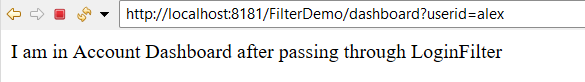 http://localhost:8181/FilterDemo/dashboard?userid=alex
I am in Account Dashboard after passing through LoginFilter